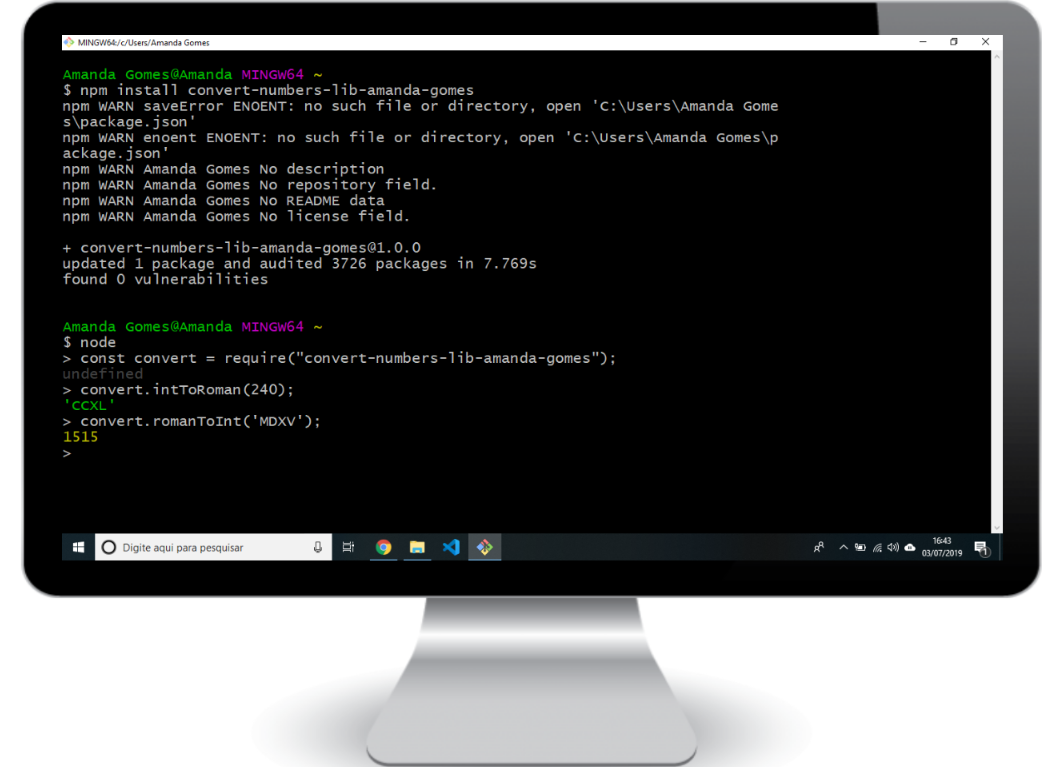 MINGW64:/c/Users/Amanda Gomes
Amanda Gomes@Amanda MINGW64 ~
$ npm install convert-numbers-lib-amanda-gomes
npm WARN saveError ENOENT: no such file or directory, open 'C:\Users\Amanda Gome
s\package.json'
npm WARN enoent ENOENT: no such file or directory, open 'C:\Users\Amanda Gomes\p
ackage.json'
npm WARN Amanda Gomes No description
npm WARN Amanda Gomes No repository field.
npm WARN Amanda Gomes No README data
npm WARN Amanda Gomes No license field.
+ convert-numbers-lib-amanda-gomes@1.0.0
updated 1 package and audited 3726 packages in 7.769s
found 0 vulnerabilities
Amanda Gomes@Amanda MINGW64 ~
$ node
> const convert = require("convert-numbers-lib-amanda-gomes");
undefined
> convert.intToRoman(240);
'CCXL'
> convert.romanToInt('MDXV');
1515
>
Digite aqui para pesquisar
16:43
03/07/2019
1